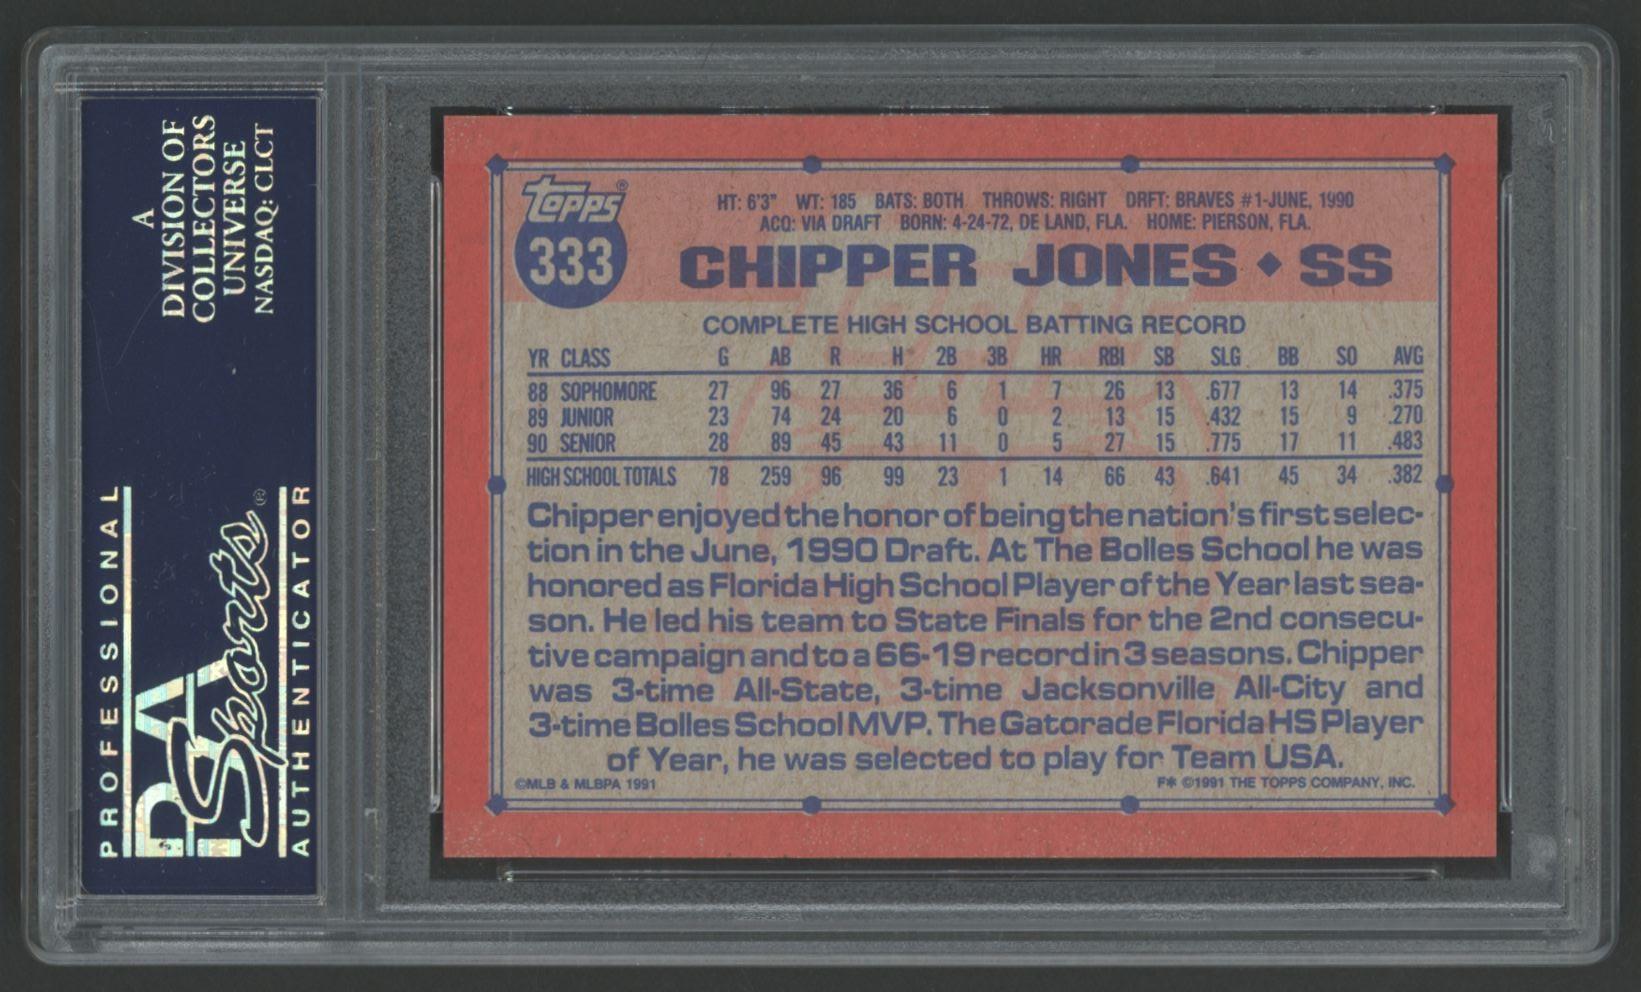 A
DIVISION OF
COLLECTORS
UNIVERSE
NASDAQ: CLCT
PROFESSIONAL
PSA
Sports®
AUTHENTICATOR
Topps®
333
HT: 6'3" WT: 185 BATS: BOTH THROWS: RIGHT DRFT: BRAVES #1-JUNE, 1990
ACQ: VIA DRAFT BORN: 4-24-72, DE LAND, FLA. HOME: PIERSON, FLA.
CHIPPER JONES ◆ SS
COMPLETE HIGH SCHOOL BATTING RECORD
YR CLASS G AB R H 2B 3B HR RBI SB SLG BB SO AVG
88 SOPHOMORE 27 96 27 36 6 1 7 26 13 .677 13 14 .375
89 JUNIOR 23 74 24 20 6 0 2 13 15 .432 15 9 .270
90 SENIOR 28 89 45 43 11 0 5 27 15 .775 17 11 .483
HIGH SCHOOL TOTALS 78 259 96 99 23 1 14 66 43 .641 45 34 .382
Chipper enjoyed the honor of being the nation's first selec-
tion in the June, 1990 Draft. At The Bolles School he was
honored as Florida High School Player of the Year last sea-
son. He led his team to State Finals for the 2nd consecu-
tive campaign and to a 66-19 record in 3 seasons. Chipper
was 3-time All-State, 3-time Jacksonville All-City and
3-time Bolles School MVP. The Gatorade Florida HS Player
of Year, he was selected to play for Team USA.
©MLB & MLBPA 1991
F* ©1991 THE TOPPS COMPANY, INC.